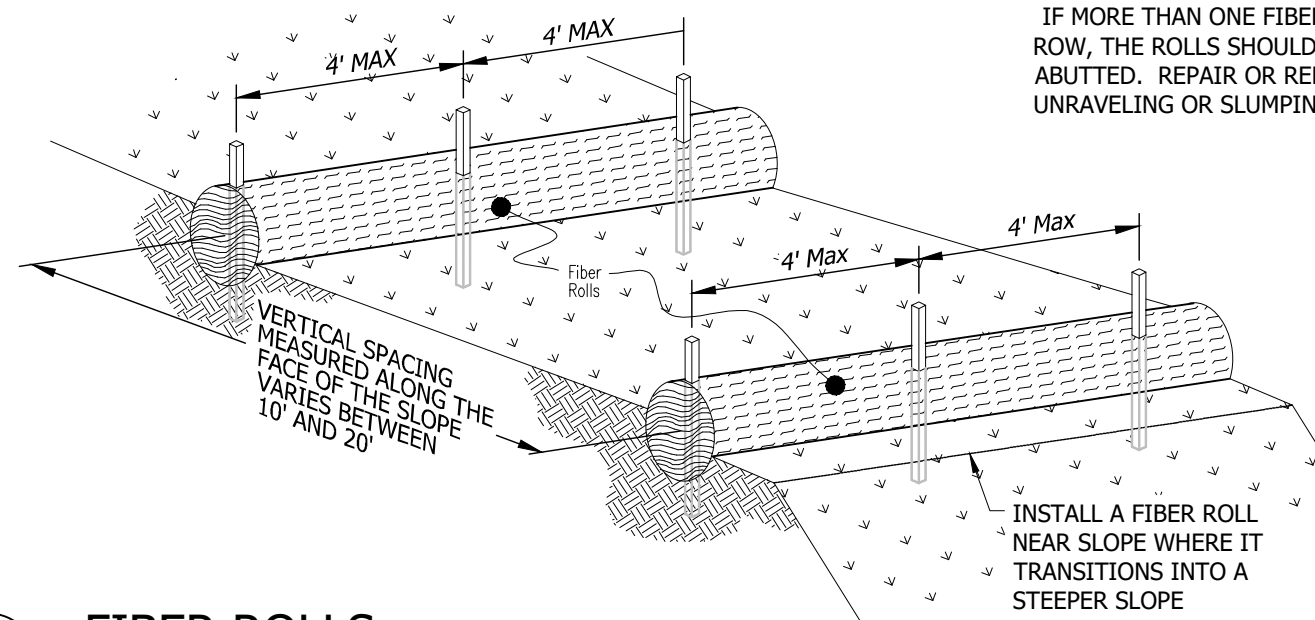 IF MORE THAN ONE FIBER
ROW, THE ROLLS SHOULD
ABUTTED. REPAIR OR
UNRAVELING OR SLUMPING
4' MAX
4' MAX
4' Max
4' Max
Fiber
Rolls
VERTICAL SPACING
MEASURED ALONG THE
FACE OF THE SLOPE
VARIES BETWEEN
10' AND 20'
INSTALL A FIBER ROLL
NEAR SLOPE WHERE IT
TRANSITIONS INTO A
STEEPER SLOPE
FIBER ROLLS